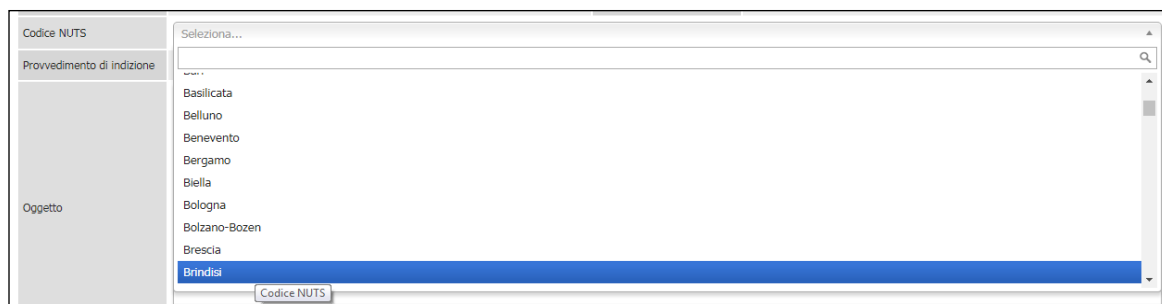 Codice NUTS
Seleziona...
Provvedimento di indizione
Basilicata
Belluno
Benevento
Bergamo
Biella
Oggetto
Bologna
Bolzano-Bozen
Brescia
Brindisi
Codice NUTS